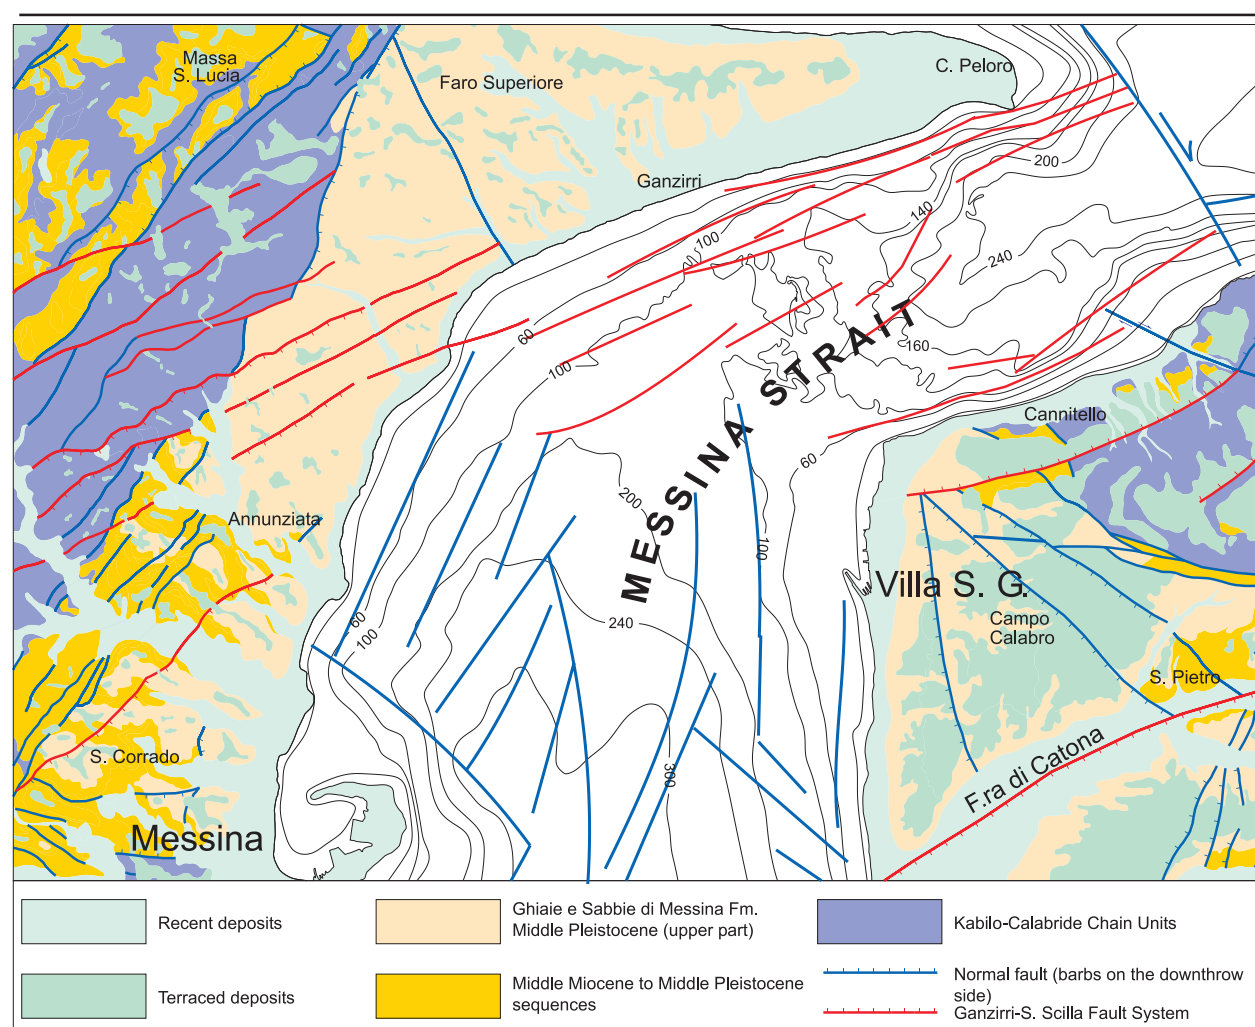 Massa
S. Lucia
Faro Superiore
C. Peloro
Ganzirri
200
140
100
240
60
100
160
MESSINA STRAIT
Cannitello
60
200
100
Annunziata
Villa S. G.
60
100
240
Campo
Calabro
S. Pietro
S. Corrado
300
F.ra di Catona
Messina
Recent deposits
Ghiaie e Sabbie di Messina Fm.
Middle Pleistocene (upper part)
Kabilo-Calabride Chain Units
Terraced deposits
Middle Miocene to Middle Pleistocene
sequences
Normal fault (barbs on the downthrow
side)
Ganzirri-S. Scilla Fault System